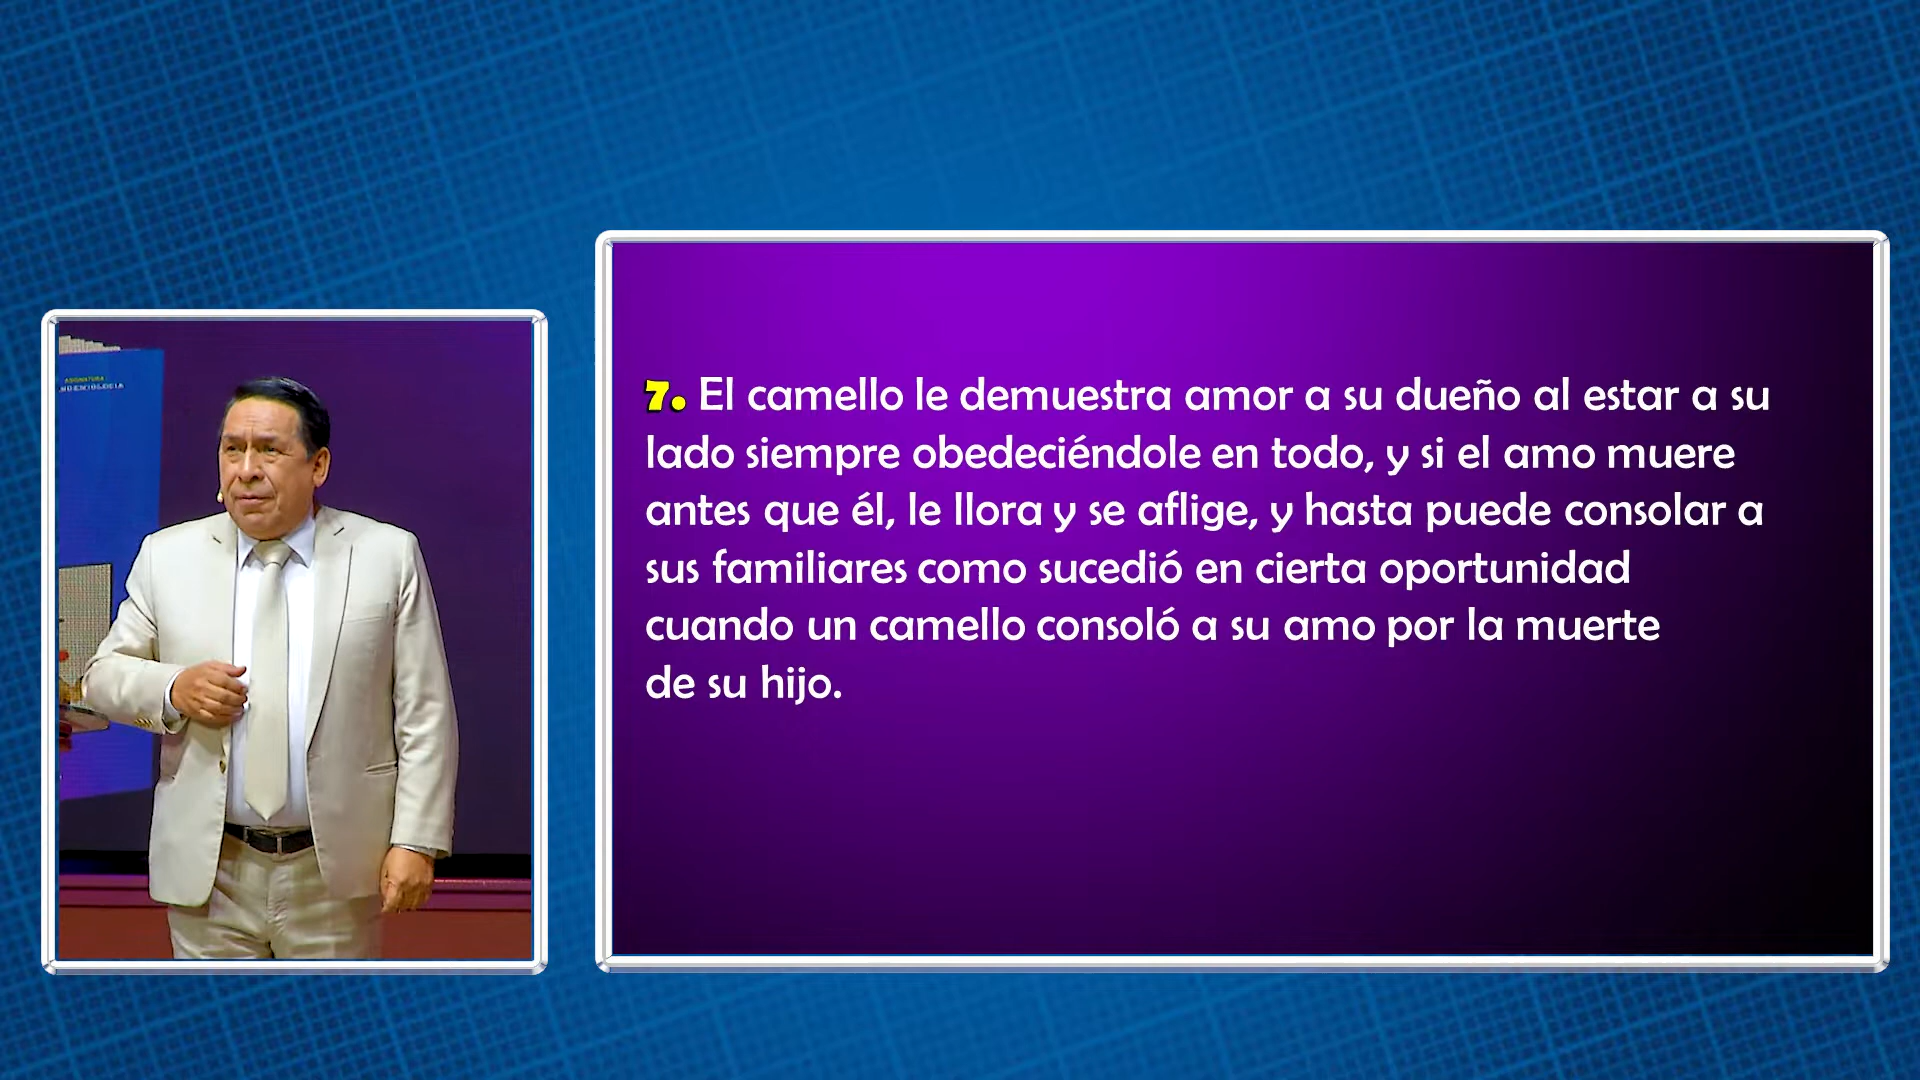 ASIGNATURA:
7. El camello le demuestra amor a su dueño al estar a su
lado siempre obedeciéndole en todo, y si el amo muere
antes que él, le llora y se aflige, y hasta puede consolar a
sus familiares como sucedió en cierta oportunidad
cuando un camello consoló a su amo por la muerte
de su hijo.